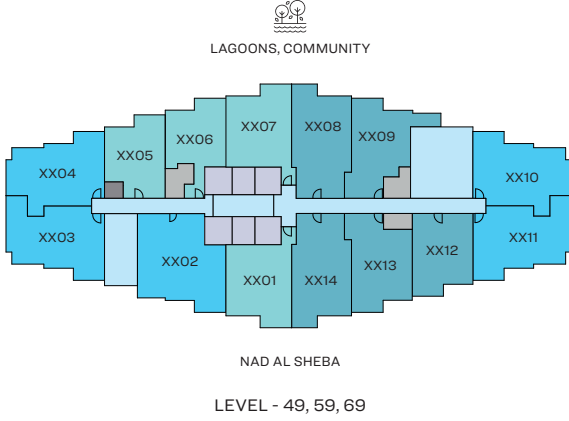 LAGOONS, COMMUNITY
XX07
XX08
XX06
XX09
XX05
XX04
XX10
XX03
XX11
XX02
XX12
XX13
XX01
XX14
NAD AL SHEBA
LEVEL - 49, 59, 69